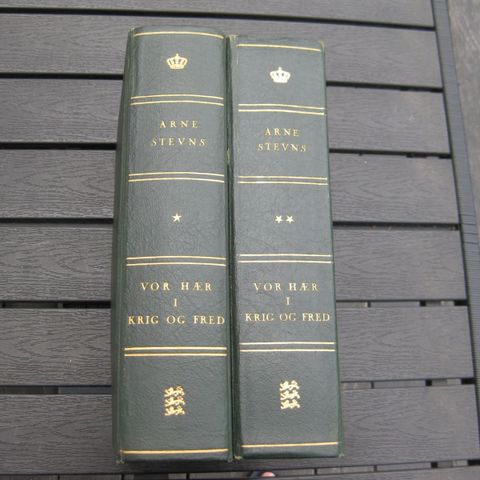 ARNE
STEVNS
VOR HÆR
I
KRIG OG FRED
ARNE
STEVNS
VOR HÆR
I
KRIG OG FRED